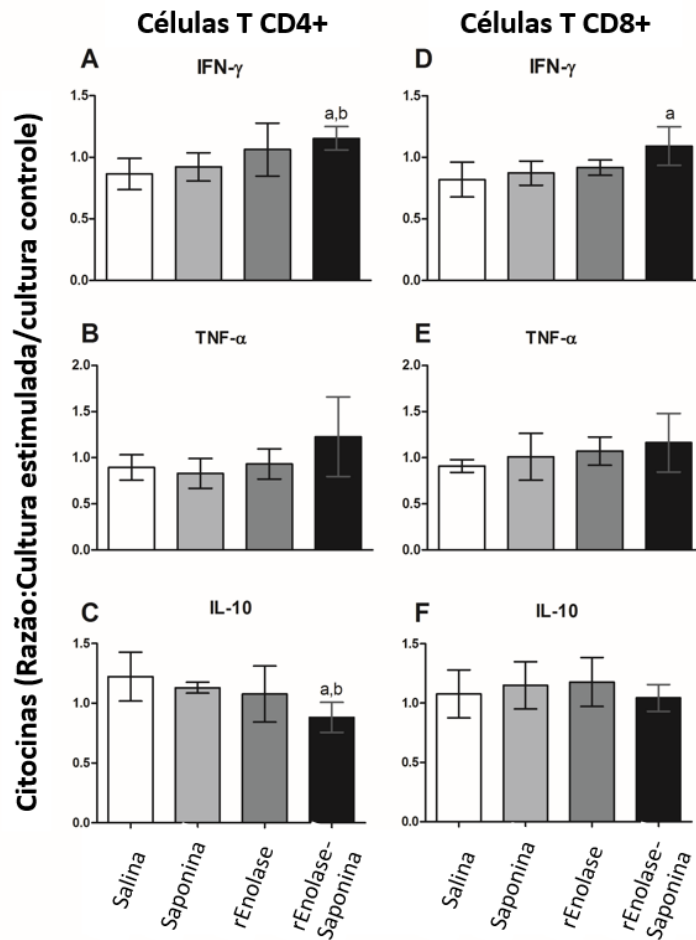 Células T CD4+
Células T CD8+
Citocinas (Razão:Cultura estimulada/cultura controle)
A
IFN-γ
1.5
1.0
0.5
0.0
a,b
D
IFN-γ
1.5
1.0
0.5
0.0
a
B
TNF-α
2.0
1.5
1.0
0.5
0.0
E
TNF-α
2.0
1.5
1.0
0.5
0.0
C
IL-10
1.5
1.0
0.5
0.0
a,b
F
IL-10
1.5
1.0
0.5
0.0
Salina
Saponina
rEnolase
rEnolase-
Saponina
Salina
Saponina
rEnolase
rEnolase-
Saponina